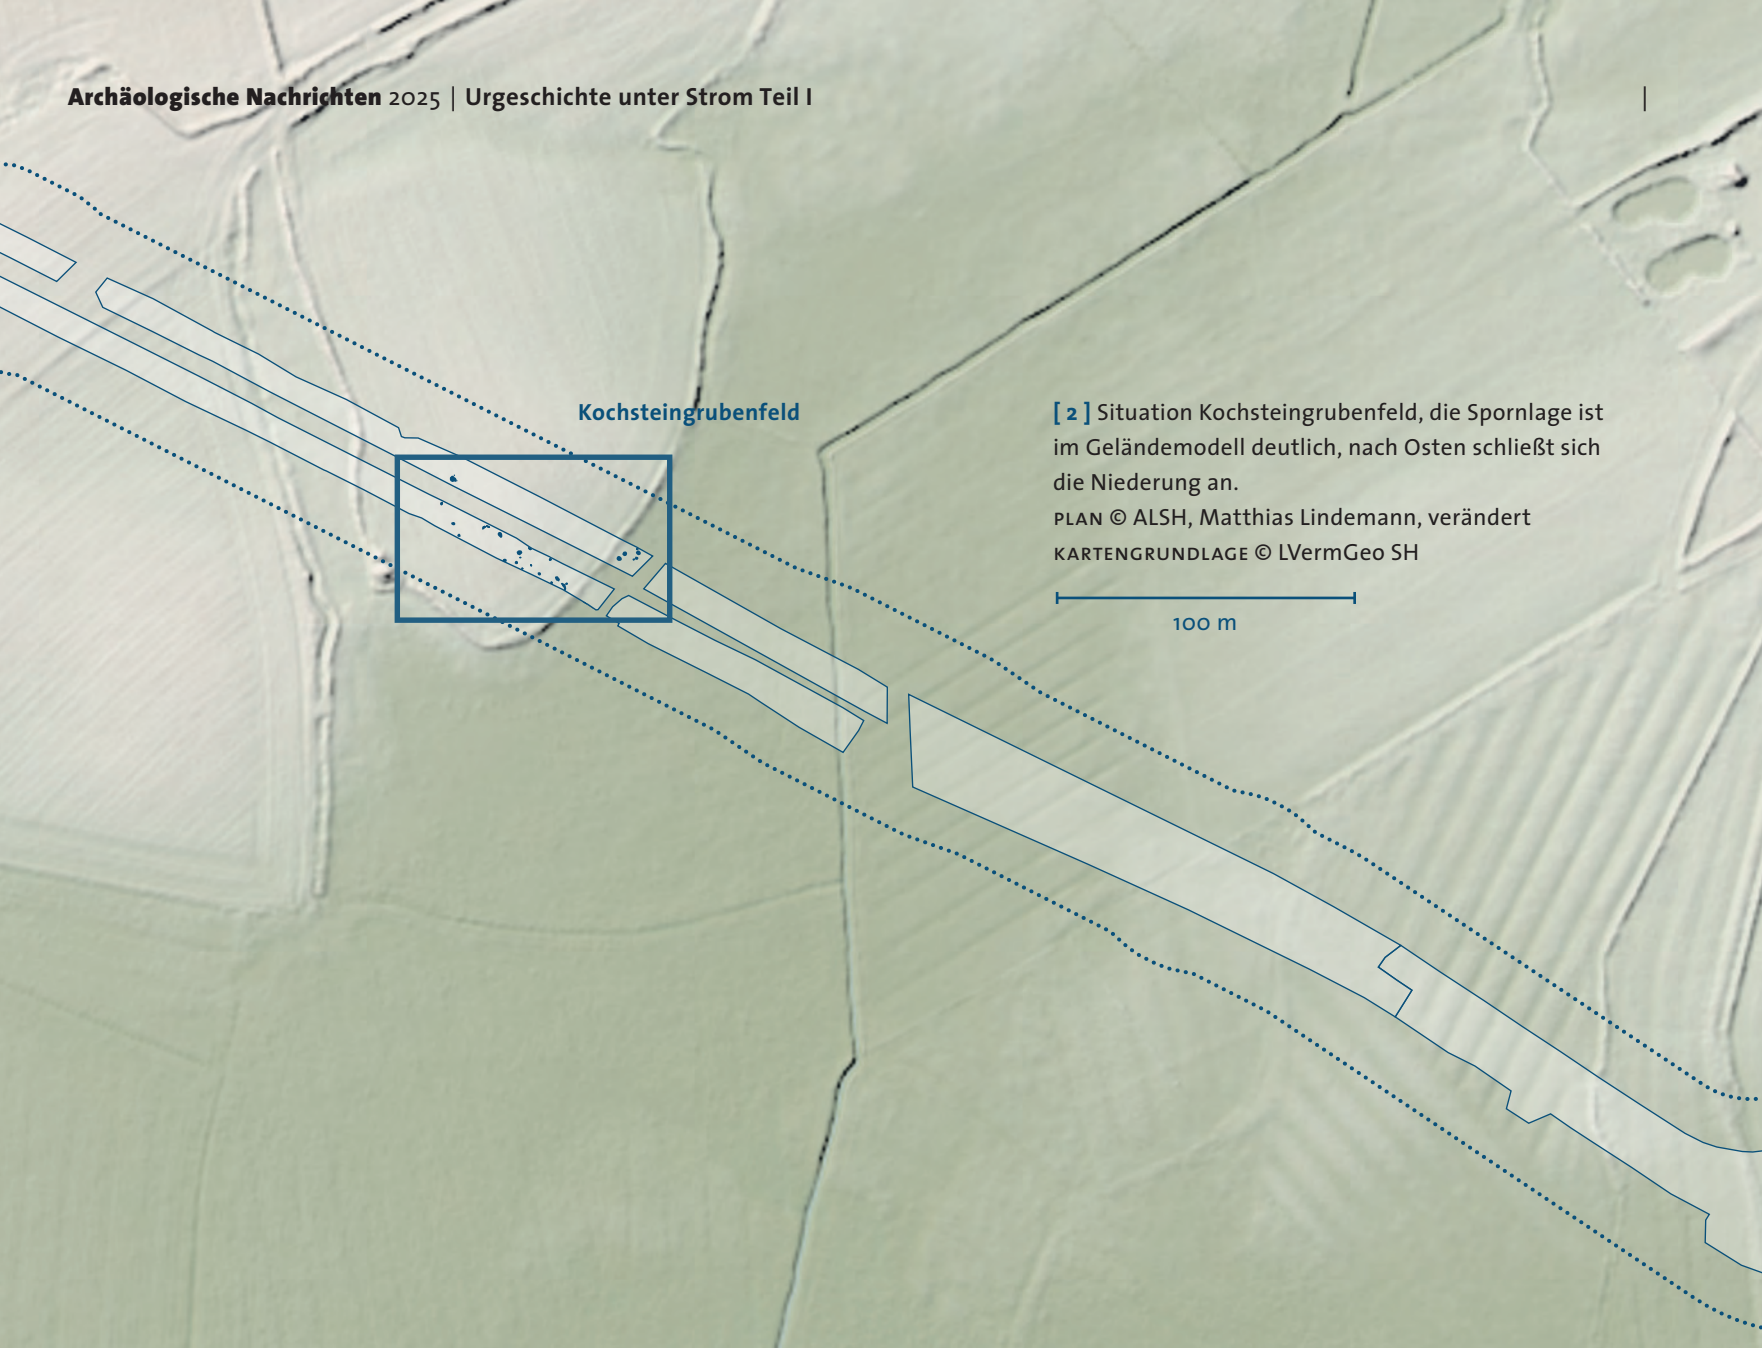 Archäologische Nachrichten 2025 | Urgeschichte unter Strom Teil I |
Kochsteingrubenfeld
[ 2 ] Situation Kochsteingrubenfeld, die Spornlage ist
im Geländemodell deutlich, nach Osten schließt sich
die Niederung an.
PLAN © ALSH, Matthias Lindemann, verändert
KARTENGRUNDLAGE © LVermGeo SH
100 m